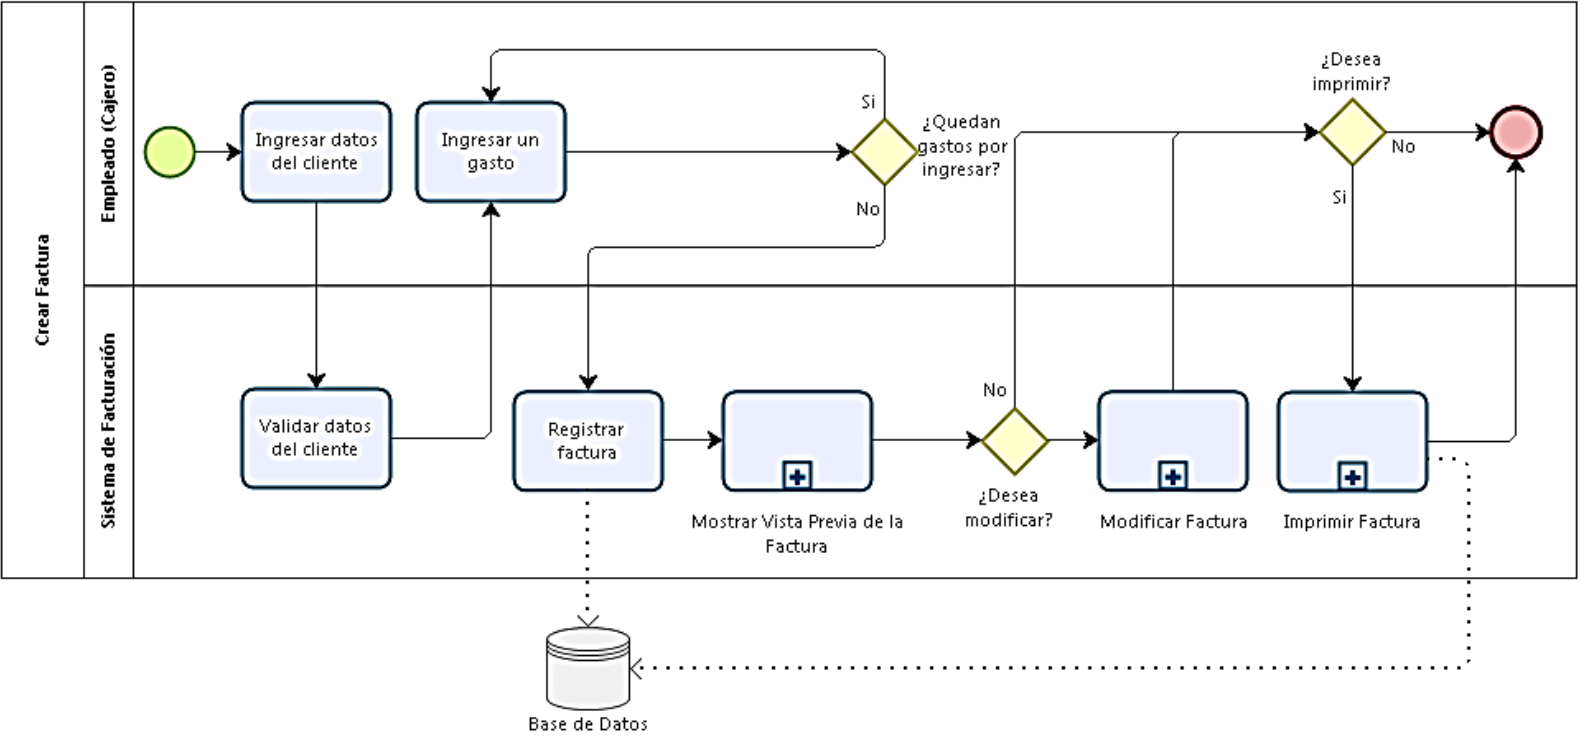 Crear Factura
Empleado (Cajero)
Ingresar datos
del cliente
Ingresar un
gasto
Si
¿Quedan
gastos por
ingresar?
No
¿Desea
imprimir?
No
Si
Sistema de Facturación
Validar datos
del cliente
Registrar
factura
Mostrar Vista Previa de la
Factura
No
¿Desea
modificar?
Modificar Factura
Imprimir Factura
Base de Datos